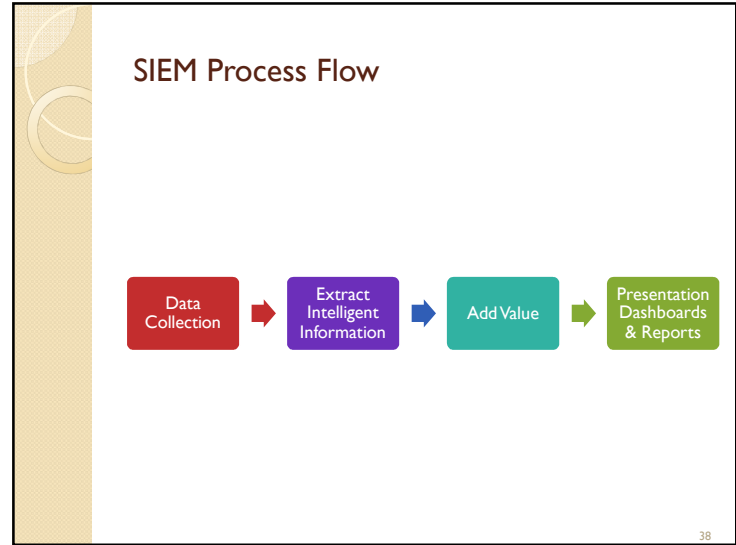 SIEM Process Flow
Data
Collection
Extract
Intelligent
Information
Add Value
Presentation
Dashboards
& Reports
38